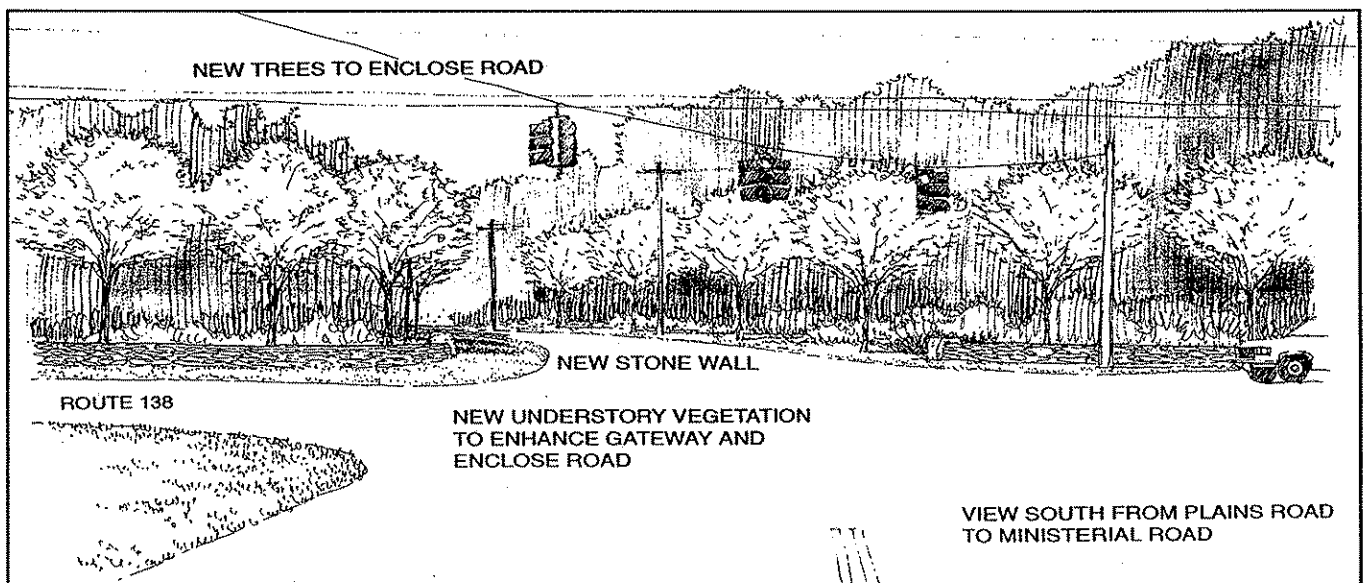 NEW TREES TO ENCLOSE ROAD
NEW STONE WALL
ROUTE 138
NEW UNDERSTORY VEGETATION
TO ENHANCE GATEWAY AND
ENCLOSE ROAD
VIEW SOUTH FROM PLAINS ROAD
TO MINISTERIAL ROAD